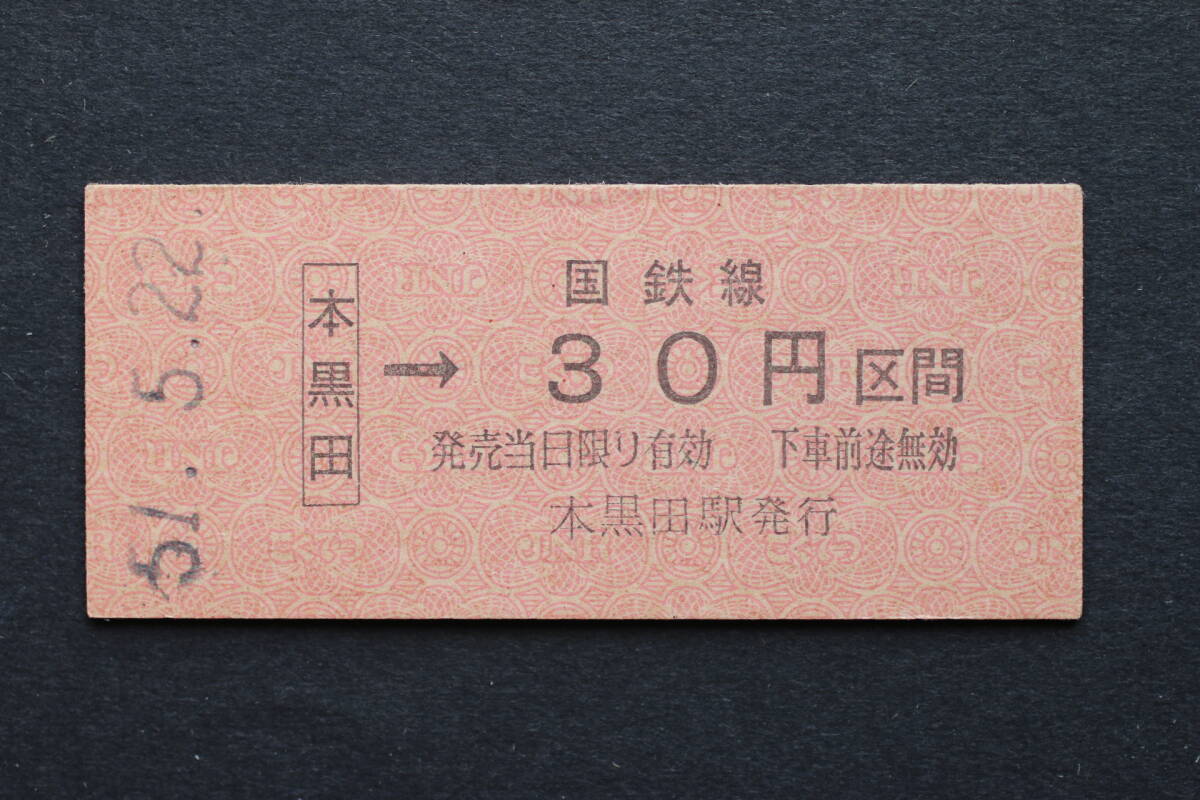 51.5.22.
本黒田
国鉄線
→ 30円区間
発売当日限り有効 下車前途無効
本黒田駅発行